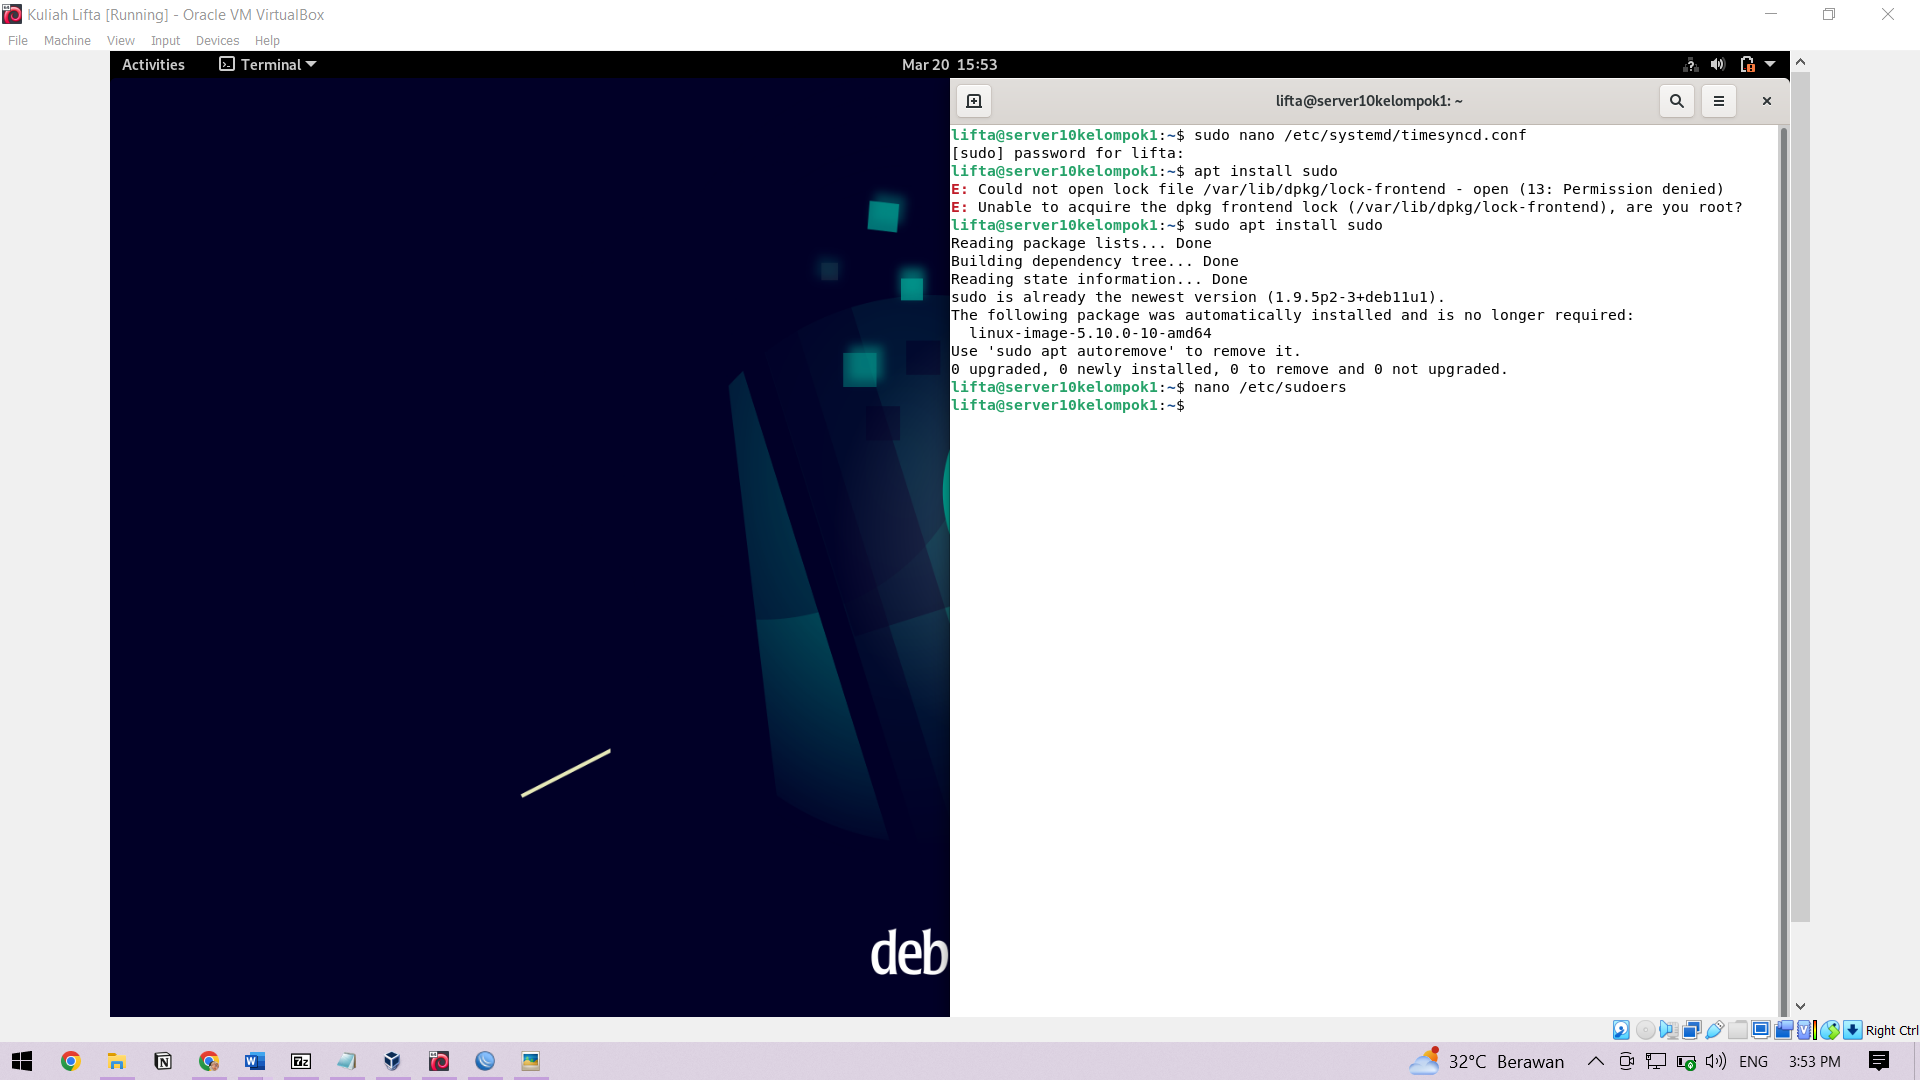 Kuliah Lifta [Running] - Oracle VM VirtualBox
File Machine View Input Devices Help
Activities Terminal Mar 20 15:53
lifta@server10kelompok1: ~
lifta@server10kelompok1:~$ sudo nano /etc/systemd/timesyncd.conf
[sudo] password for lifta:
lifta@server10kelompok1:~$ apt install sudo
E: Could not open lock file /var/lib/dpkg/lock-frontend - open (13: Permission denied)
E: Unable to acquire the dpkg frontend lock (/var/lib/dpkg/lock-frontend), are you root?
lifta@server10kelompok1:~$ sudo apt install sudo
Reading package lists... Done
Building dependency tree... Done
Reading state information... Done
sudo is already the newest version (1.9.5p2-3+deb11u1).
The following package was automatically installed and is no longer required:
linux-image-5.10.0-10-amd64
Use 'sudo apt autoremove' to remove it.
0 upgraded, 0 newly installed, 0 to remove and 0 not upgraded.
lifta@server10kelompok1:~$ nano /etc/sudoers
lifta@server10kelompok1:~$
deb
Right Ctrl
32°C Berawan ENG 3:53 PM